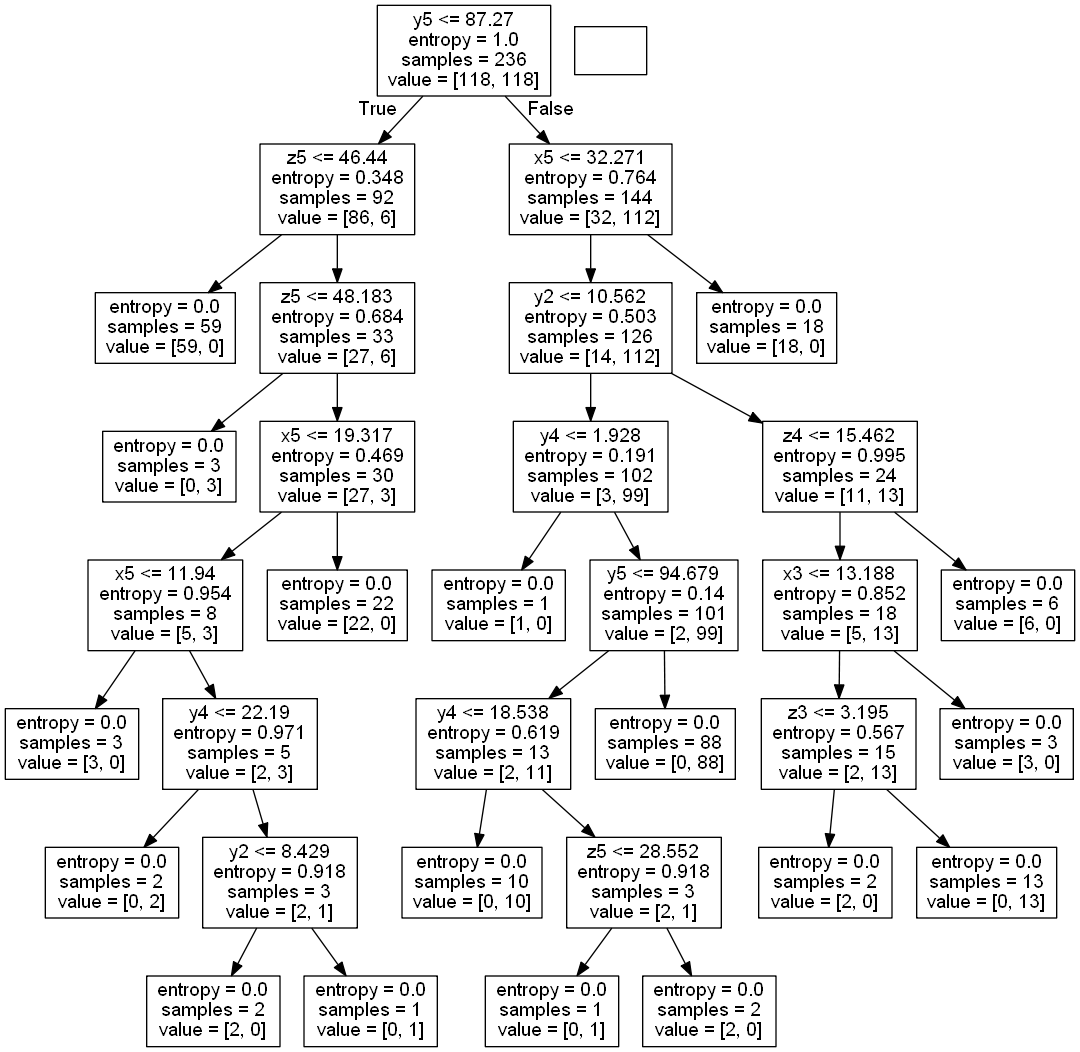 y5 <= 87.27
entropy = 1.0
samples = 236
value = [118, 118]
True
False
z5 <= 46.44
entropy = 0.348
samples = 92
value = [86, 6]
x5 <= 32.271
entropy = 0.764
samples = 144
value = [32, 112]
entropy = 0.0
samples = 59
value = [59, 0]
z5 <= 48.183
entropy = 0.684
samples = 33
value = [27, 6]
y2 <= 10.562
entropy = 0.503
samples = 126
value = [14, 112]
entropy = 0.0
samples = 18
value = [18, 0]
entropy = 0.0
samples = 3
value = [0, 3]
x5 <= 19.317
entropy = 0.469
samples = 30
value = [27, 3]
y4 <= 1.928
entropy = 0.191
samples = 102
value = [3, 99]
z4 <= 15.462
entropy = 0.995
samples = 24
value = [11, 13]
x5 <= 11.94
entropy = 0.954
samples = 8
value = [5, 3]
entropy = 0.0
samples = 22
value = [22, 0]
entropy = 0.0
samples = 1
value = [1, 0]
y5 <= 94.679
entropy = 0.14
samples = 101
value = [2, 99]
x3 <= 13.188
entropy = 0.852
samples = 18
value = [5, 13]
entropy = 0.0
samples = 6
value = [6, 0]
entropy = 0.0
samples = 3
value = [3, 0]
y4 <= 22.19
entropy = 0.971
samples = 5
value = [2, 3]
y4 <= 18.538
entropy = 0.619
samples = 13
value = [2, 11]
entropy = 0.0
samples = 88
value = [0, 88]
z3 <= 3.195
entropy = 0.567
samples = 15
value = [2, 13]
entropy = 0.0
samples = 3
value = [3, 0]
entropy = 0.0
samples = 2
value = [0, 2]
y2 <= 8.429
entropy = 0.918
samples = 3
value = [2, 1]
entropy = 0.0
samples = 10
value = [0, 10]
z5 <= 28.552
entropy = 0.918
samples = 3
value = [2, 1]
entropy = 0.0
samples = 2
value = [2, 0]
entropy = 0.0
samples = 13
value = [0, 13]
entropy = 0.0
samples = 2
value = [2, 0]
entropy = 0.0
samples = 1
value = [0, 1]
entropy = 0.0
samples = 1
value = [0, 1]
entropy = 0.0
samples = 2
value = [2, 0]